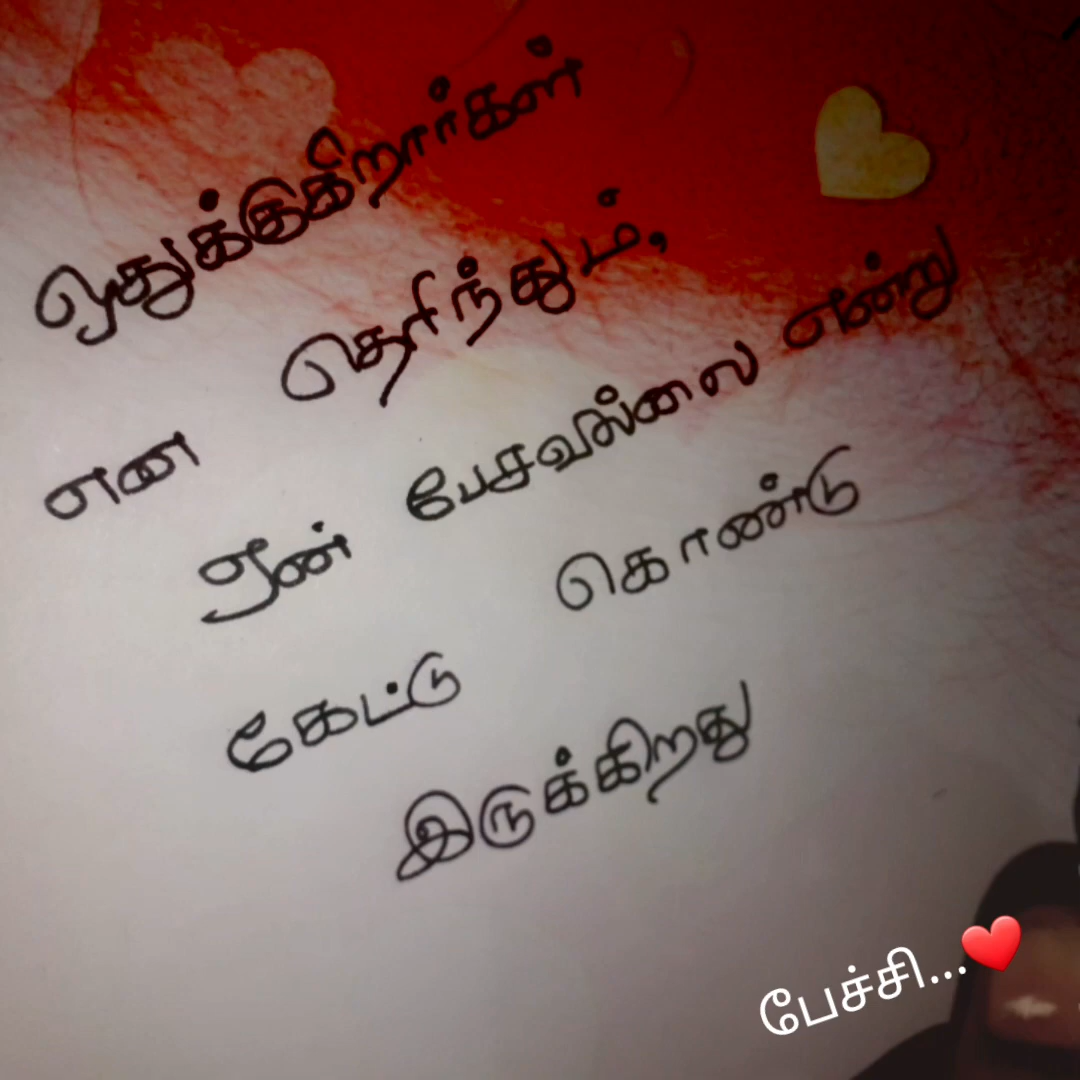 ஒதுக்குகிறார்கள்
தெரிந்தும்,
என
ஏன் பேசவில்லை என்று
கேட்டு கொண்டு
இருக்கிறது
பேச்சி...❤️